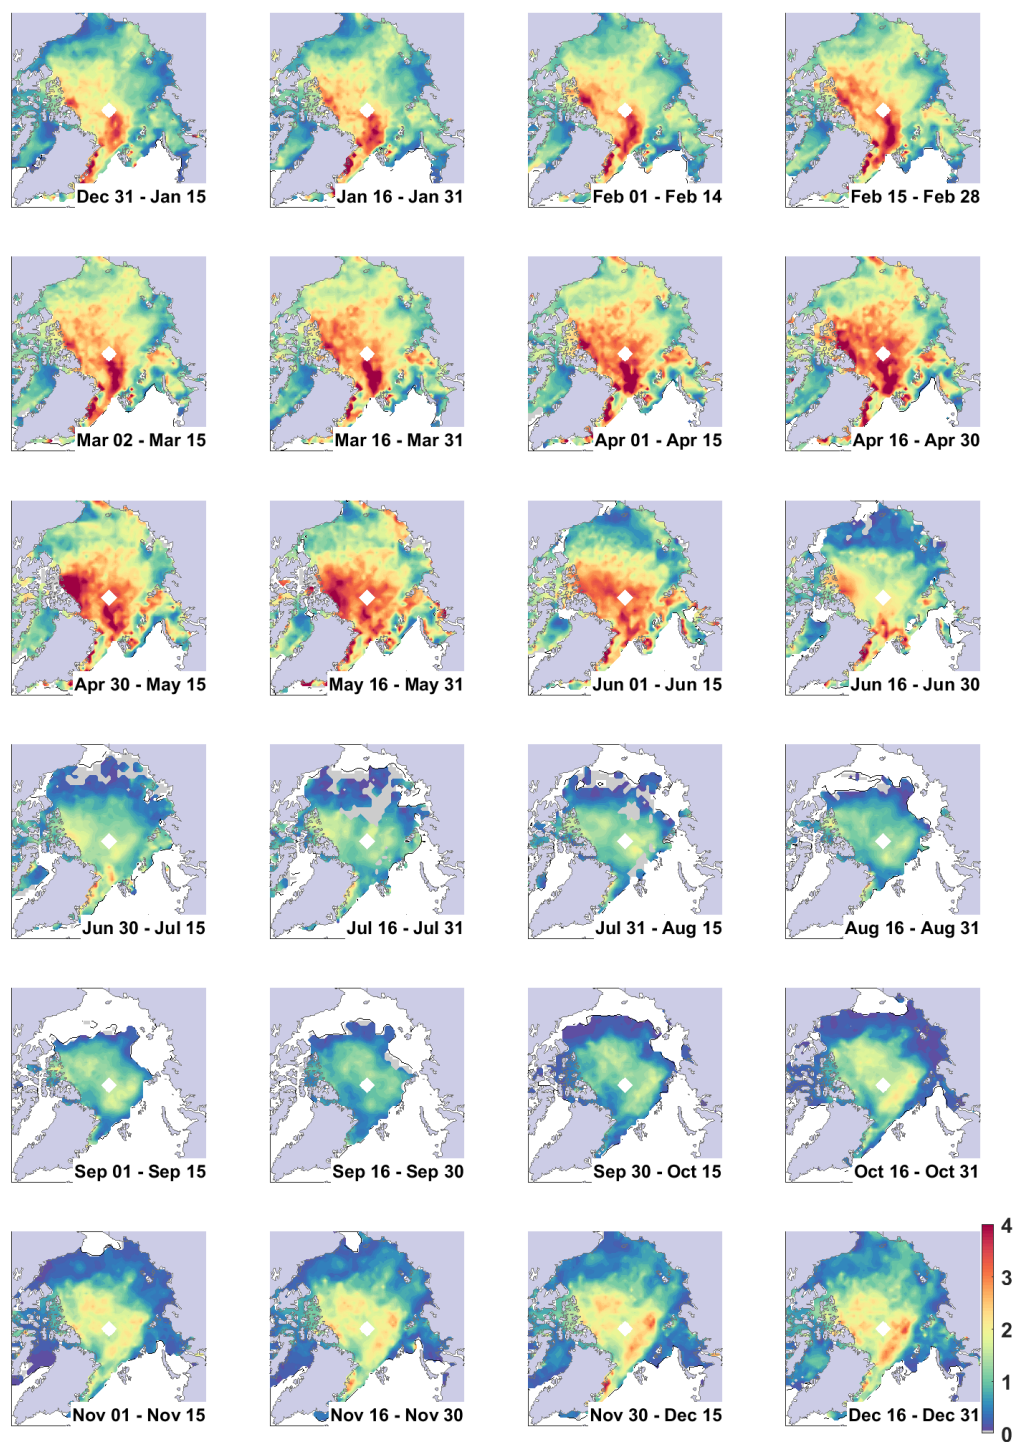 Dec 31 - Jan 15
Jan 16 - Jan 31
Feb 01 - Feb 14
Feb 15 - Feb 28
Mar 02 - Mar 15
Mar 16 - Mar 31
Apr 01 - Apr 15
Apr 16 - Apr 30
Apr 30 - May 15
May 16 - May 31
Jun 01 - Jun 15
Jun 16 - Jun 30
Jun 30 - Jul 15
Jul 16 - Jul 31
Jul 31 - Aug 15
Aug 16 - Aug 31
Sep 01 - Sep 15
Sep 16 - Sep 30
Sep 30 - Oct 15
Oct 16 - Oct 31
Nov 01 - Nov 15
Nov 16 - Nov 30
Nov 30 - Dec 15
Dec 16 - Dec 31
4
3
2
1
0